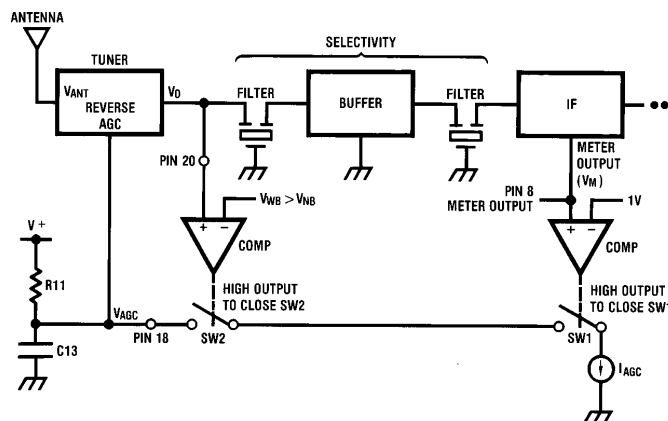 ANTENNA
SELECTIVITY
TUNER
VANT
VO
REVERSE
AGC
FILTER
BUFFER
FILTER
IF
PIN 20
METER
OUTPUT
(VM)
VWB > VNB
PIN 8
METER OUTPUT
1V
+ −
COMP
+ −
COMP
V+
R11
HIGH OUTPUT
TO CLOSE SW2
HIGH OUTPUT
TO CLOSE SW1
VAGC
PIN 18
SW2
SW1
C13
IAGC